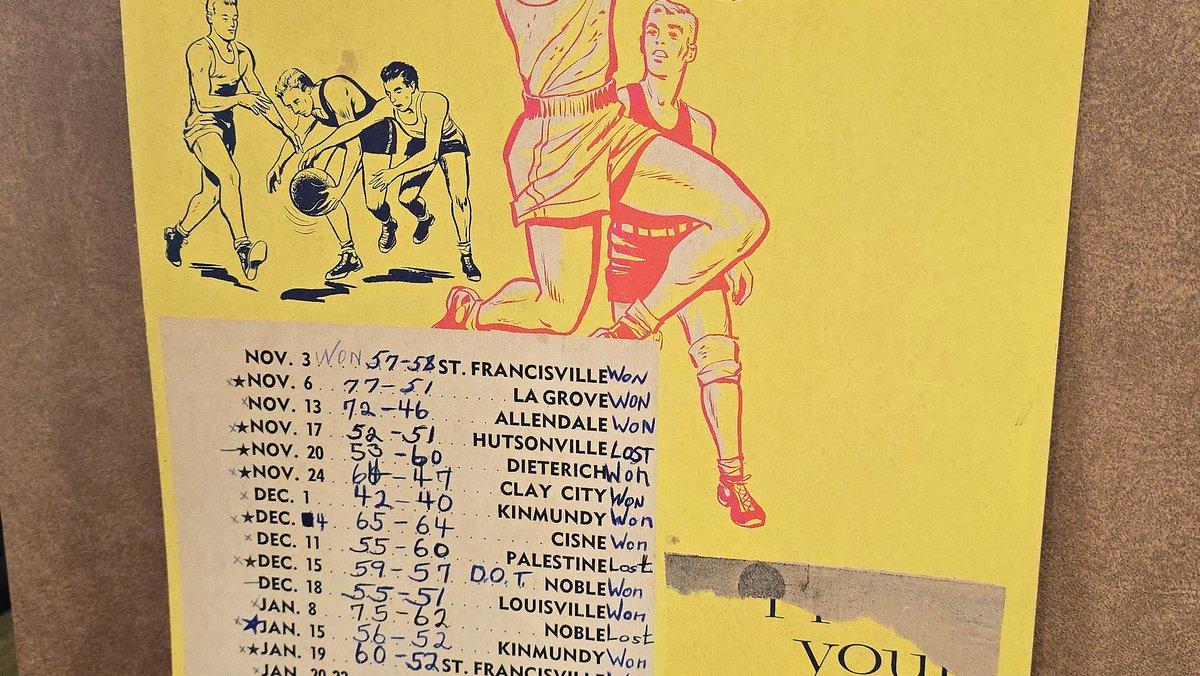 NOV. 3 WON 57-58 ST. FRANCISVILLE WON
★NOV. 6 77-51 LA GROVE WON
NOV. 13 72-46 ALLENDALE WON
★NOV. 17 52-51 HUTSONVILLE LOST
★NOV. 20 53-60 DIETERICH Won
★NOV. 24 64-47 CLAY CITY Won
DEC. 1 42-40 KINMUNDY Won
★DEC. 4 65-64 CISNE Won
DEC. 11 55-60 PALESTINE Lost
★DEC. 15 59-57 D.O.T NOBLE Won
DEC. 18 55-51 LOUISVILLE Won
JAN. 8 75-62 NOBLE Lost
★JAN. 15 56-52 KINMUNDY Won
★JAN. 19 60-52 ST. FRANCISVILLE
JAN. 20-22
you